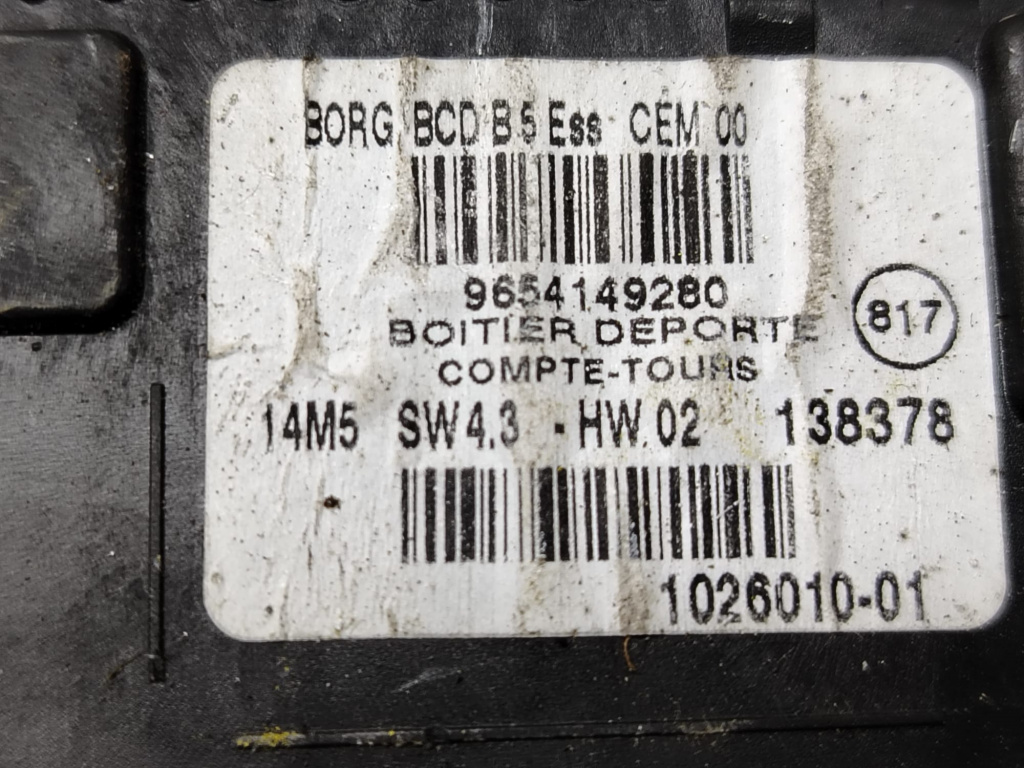 BORG BCD B5 Ess CEM 00
9654149280
BOITIER DEPORTE
COMPTE-TOURS
817
14M5 SW4.3 - HW.02 138378
1026010-01